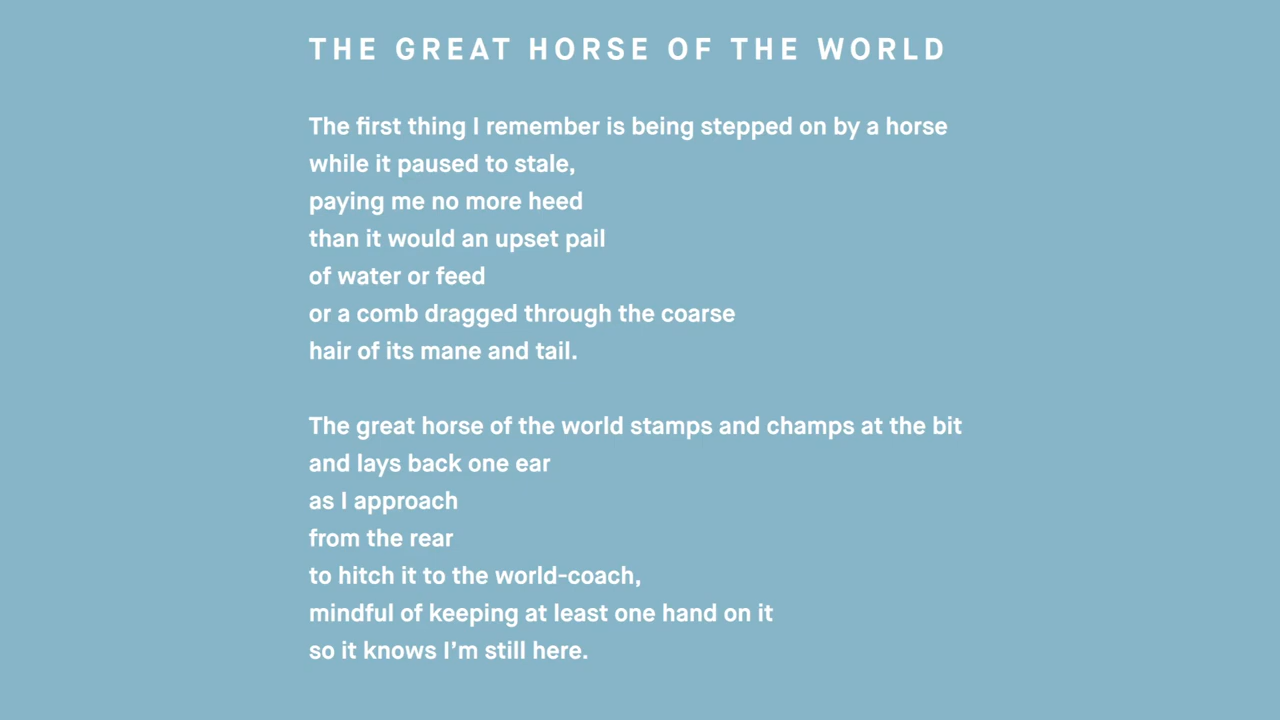 THE GREAT HORSE OF THE WORLD
The first thing I remember is being stepped on by a horse
while it paused to stale,
paying me no more heed
than it would an upset pail
of water or feed
or a comb dragged through the coarse
hair of its mane and tail.
The great horse of the world stamps and champs at the bit
and lays back one ear
as I approach
from the rear
to hitch it to the world-coach,
mindful of keeping at least one hand on it
so it knows I’m still here.